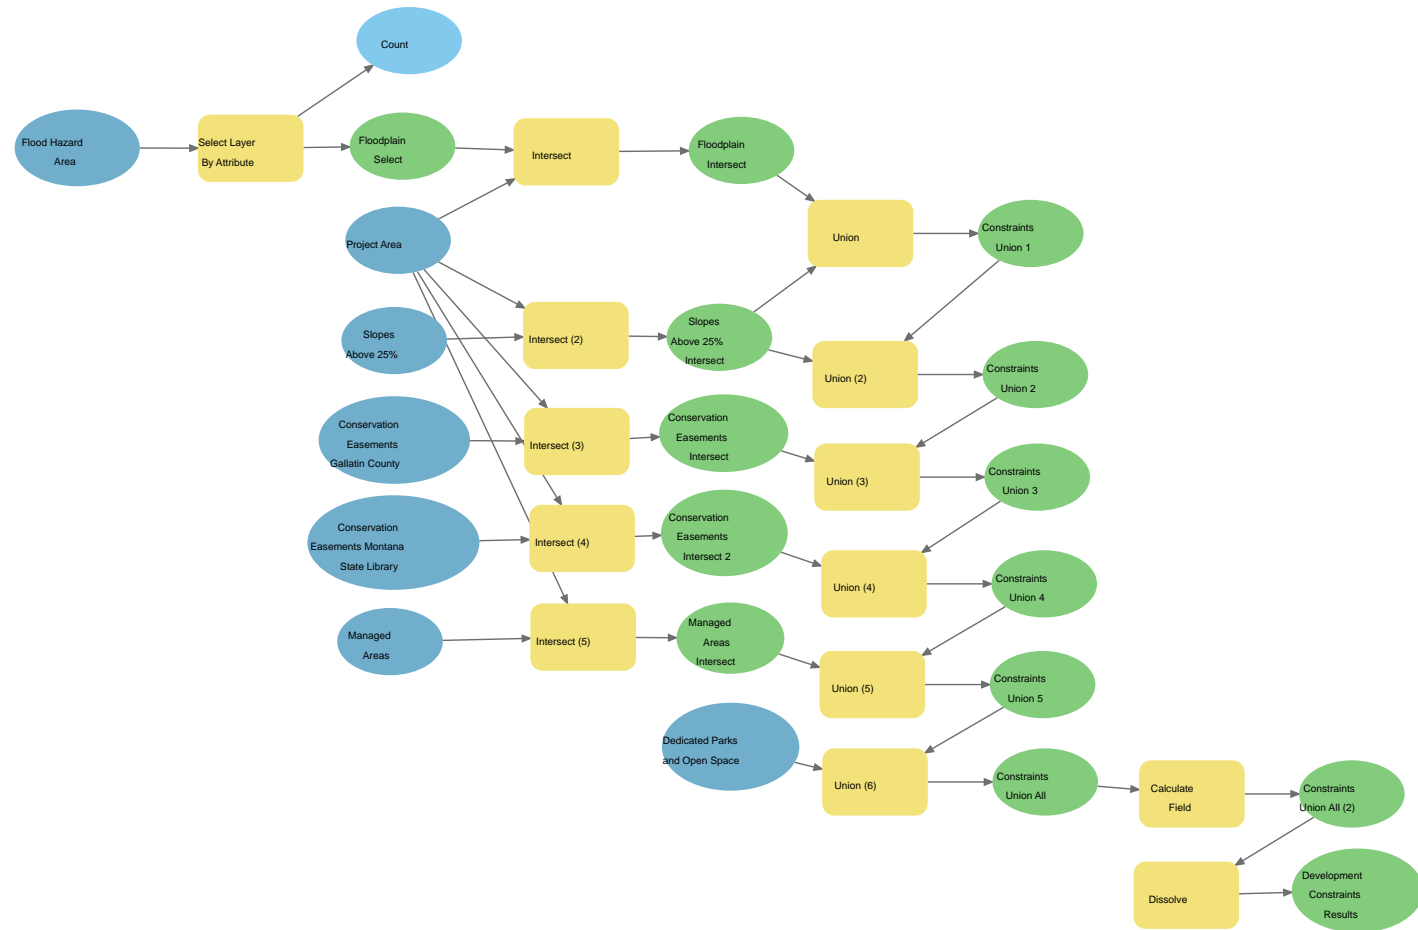 Count
Flood Hazard
Area
Select Layer
By Attribute
Floodplain
Select
Intersect
Floodplain
Intersect
Project Area
Union
Constraints
Union 1
Slopes
Above 25%
Intersect (2)
Slopes
Above 25%
Intersect
Union (2)
Constraints
Union 2
Conservation
Easements
Gallatin County
Intersect (3)
Conservation
Easements
Intersect
Union (3)
Constraints
Union 3
Conservation
Easements Montana
State Library
Intersect (4)
Conservation
Easements
Intersect 2
Union (4)
Constraints
Union 4
Managed
Areas
Intersect (5)
Managed
Areas
Intersect
Union (5)
Constraints
Union 5
Dedicated Parks
and Open Space
Union (6)
Constraints
Union All
Calculate
Field
Constraints
Union All (2)
Dissolve
Development
Constraints
Results